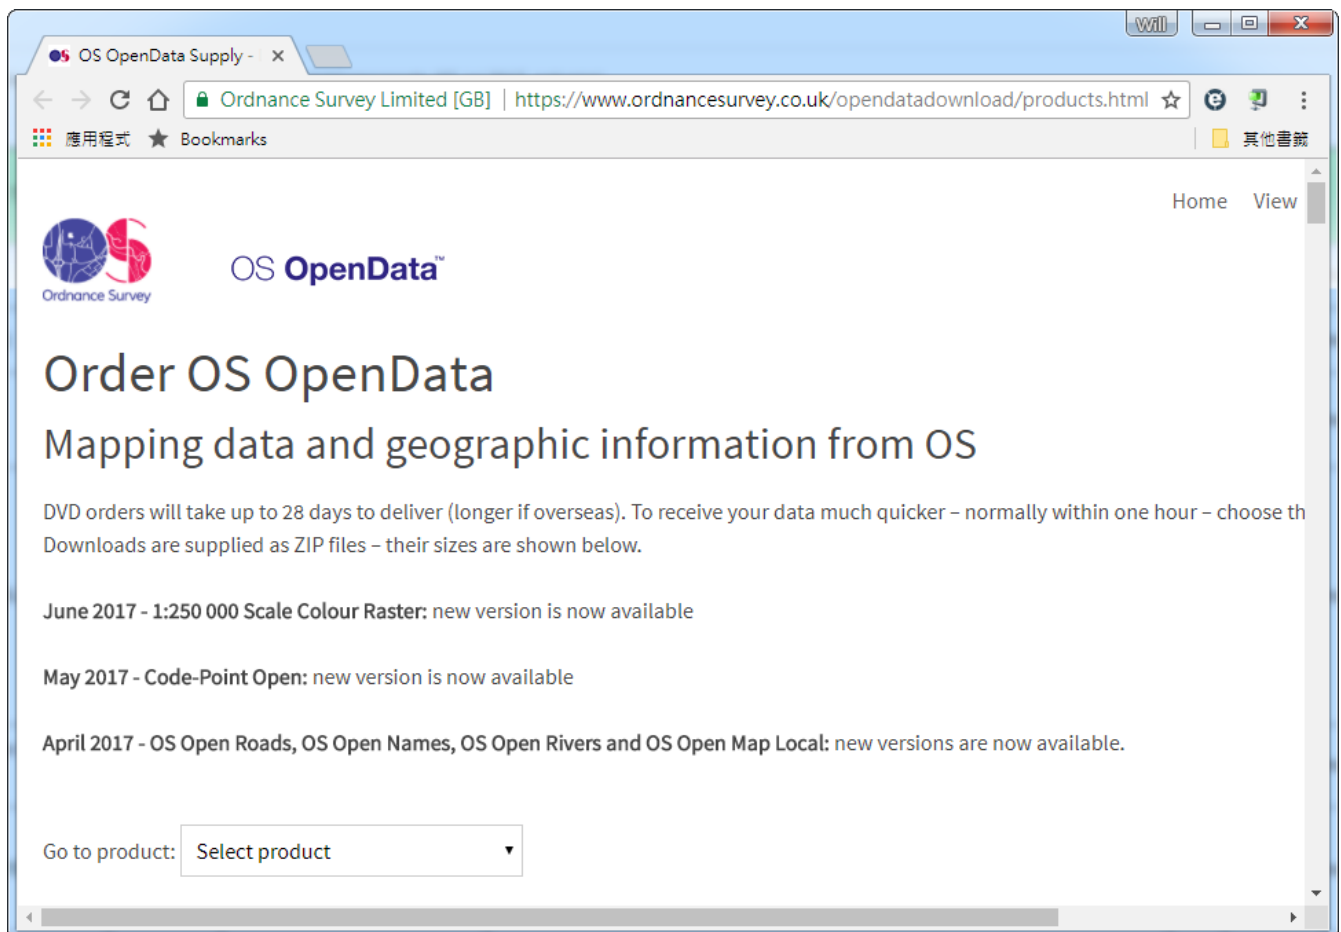 Will
OS OpenData Supply -
Ordnance Survey Limited [GB] | https://www.ordnancesurvey.co.uk/opendatadownload/products.html
應用程式 Bookmarks 其他書籤
Home View
OS
Ordnance Survey
OS OpenData™
Order OS OpenData
Mapping data and geographic information from OS
DVD orders will take up to 28 days to deliver (longer if overseas). To receive your data much quicker – normally within one hour – choose th
Downloads are supplied as ZIP files – their sizes are shown below.
June 2017 - 1:250 000 Scale Colour Raster: new version is now available
May 2017 - Code-Point Open: new version is now available
April 2017 - OS Open Roads, OS Open Names, OS Open Rivers and OS Open Map Local: new versions are now available.
Go to product: Select product